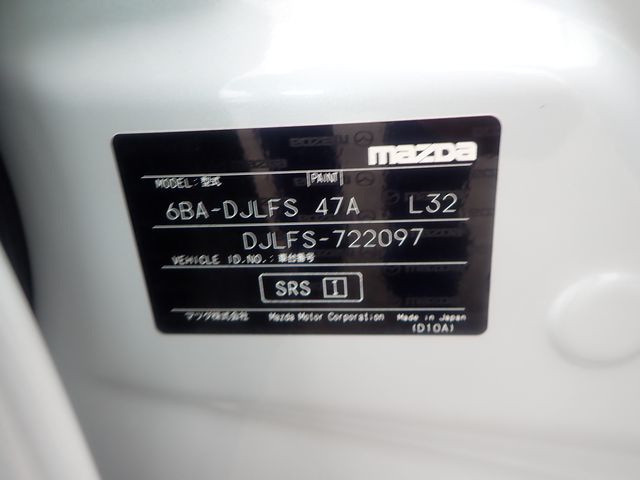 mazda
MODEL:型式 PAINT
6BA-DJLFS 47A L32
DJLFS-722097
VEHICLE ID.NO.:車台番号
SRS I
マツダ株式会社 Mazda Motor Corporation Made in Japan
(D10A)